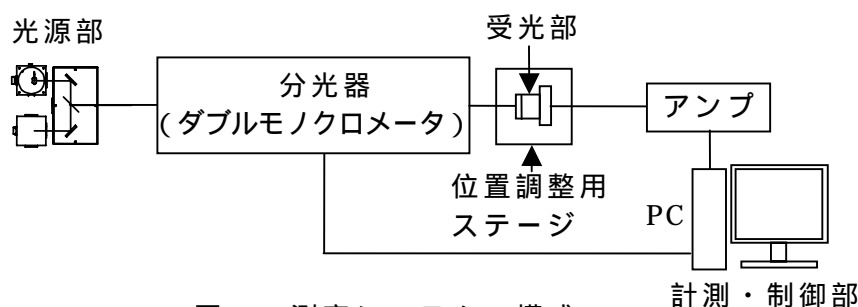 光源部
分光器
(ダブルモノクロメータ)
受光部
アンプ
位置調整用
ステージ
PC
計測・制御部